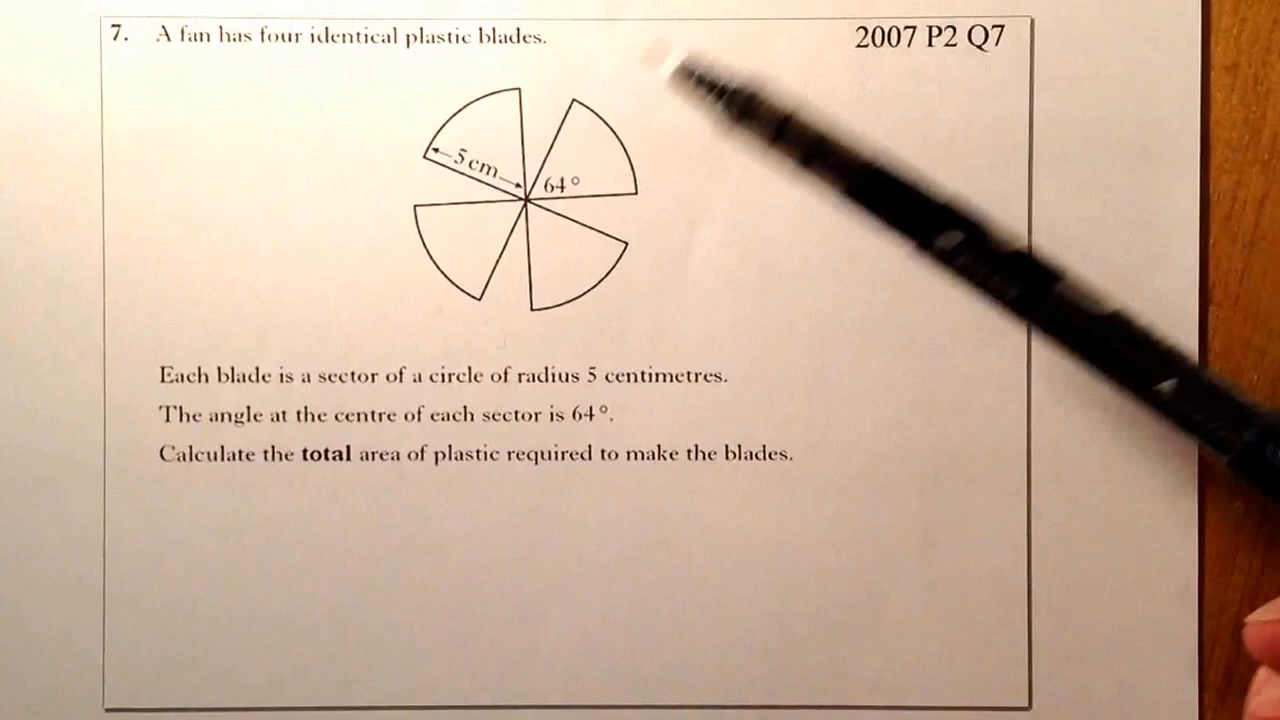 7. A fan has four identical plastic blades.
2007 P2 Q7
5 cm
64°
Each blade is a sector of a circle of radius 5 centimetres.
The angle at the centre of each sector is 64°.
Calculate the total area of plastic required to make the blades.